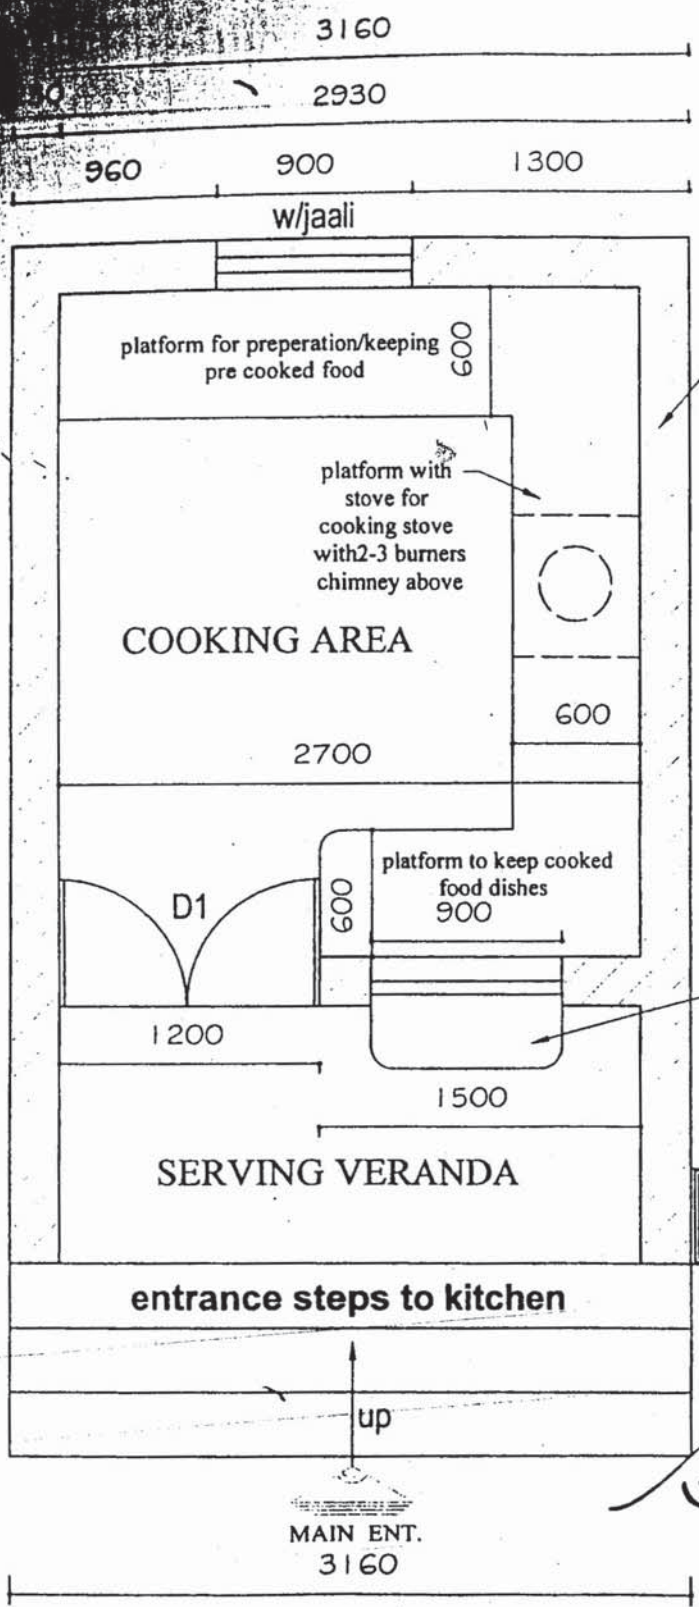 3160
2930
960
900
1300
w/jaali
platform for preperation/keeping
pre cooked food
600
platform with
stove for
cooking stove
with2-3 burners
chimney above
COOKING AREA
600
2700
platform to keep cooked
food dishes
900
600
D1
1200
1500
SERVING VERANDA
entrance steps to kitchen
up
MAIN ENT.
3160